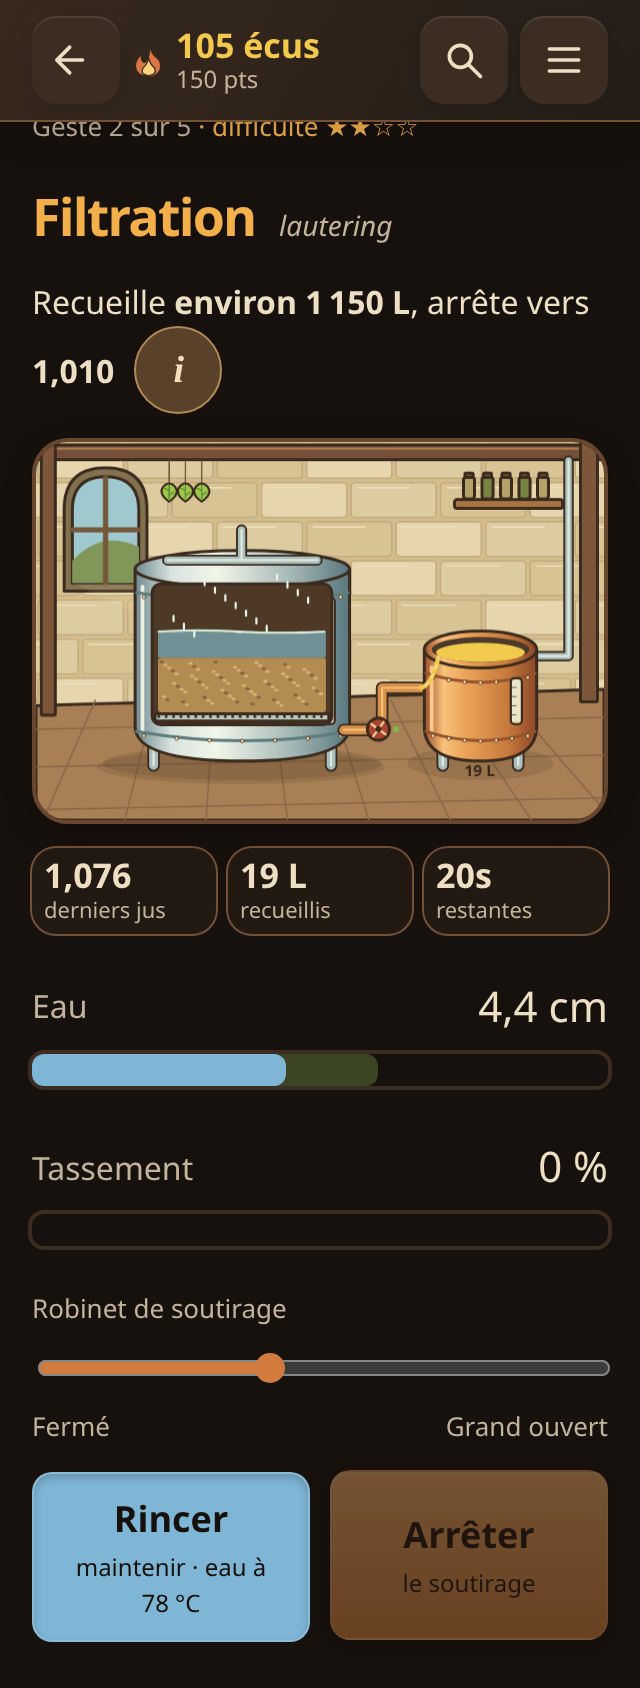 105 écus
150 pts
Geste 2 sur 5 · difficulté ★★☆☆
Filtration lautering
Recueille environ 1 150 L, arrête vers
1,010 i
19 L
1,076
derniers jus
19 L
recueillis
20s
restantes
Eau 4,4 cm
Tassement 0 %
Robinet de soutirage
Fermé Grand ouvert
Rincer
maintenir · eau à
78 °C
Arrêter
le soutirage